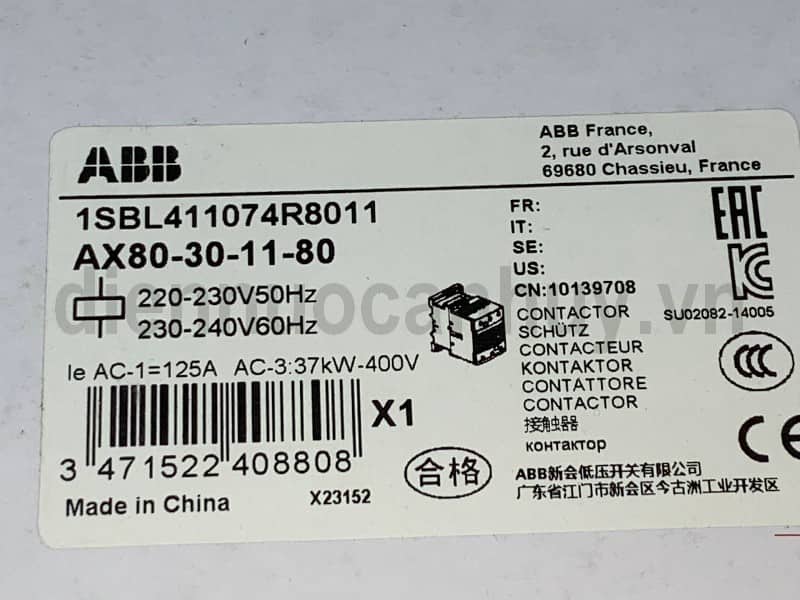 ABB
ABB France,
2, rue d'Arsonval
69680 Chassieu, France
1SBL411074R8011
AX80-30-11-80
220-230V50Hz
230-240V60Hz
Ie AC-1=125A AC-3:37kW-400V
FR:
IT:
SE:
US:
CN:10139708
CONTACTOR
SCHÜTZ
CONTACTEUR
KONTAKTOR
CONTATTORE
CONTACTOR
接触器
контактор
EAC
KC
SU02082-14005
CCC
CE
X1
3 471522 408808
合格
Made in China
X23152
ABB新会低压开关有限公司
广东省江门市新会区今古洲工业开发区